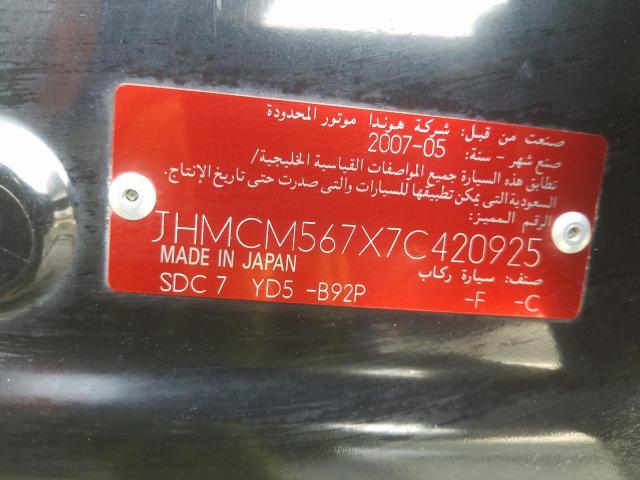 صنعت من قبل: شركة هوندا موتور المحدودة
صنع شهر - سنة: 05-2007
تطابق هذه السيارة جميع المواصفات القياسية الخليجية/
السعودية التي يمكن تطبيقها للسيارات والتى صدرت حتى تاريخ الإنتاج.
الرقم المميز:
JHMCM567X7C420925
MADE IN JAPAN
صنف: سيارة ركاب
SDC 7 YD5 -B92P -F -C